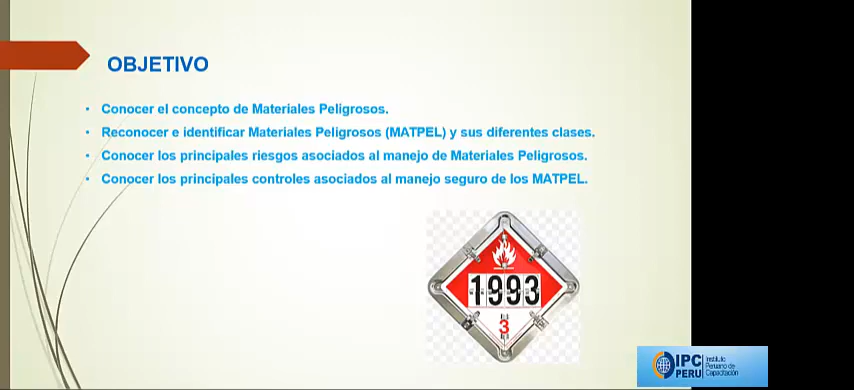 OBJETIVO
• Conocer el concepto de Materiales Peligrosos.
• Reconocer e identificar Materiales Peligrosos (MATPEL) y sus diferentes clases.
• Conocer los principales riesgos asociados al manejo de Materiales Peligrosos.
• Conocer los principales controles asociados al manejo seguro de los MATPEL.
1993
3
IPC
PERU
Instituto
Peruano de
Capacitación